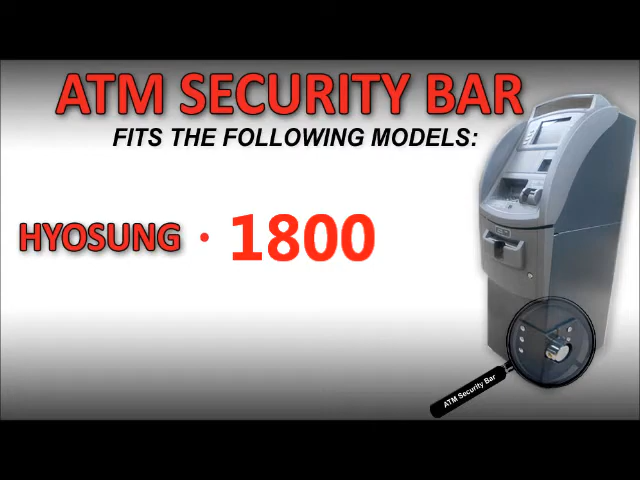 ATM SECURITY BAR
FITS THE FOLLOWING MODELS:
HYOSUNG · 1800
ATM Security Bar